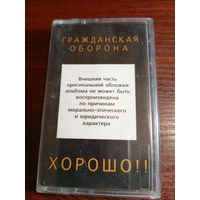 ГРАЖДАНСКАЯ
ОБОРОНА
Внешняя часть
оригинальной обложки
альбома не может быть
воспроизведена
по причинам
морально-этического
и юридического
характера
ХОРОШО!!